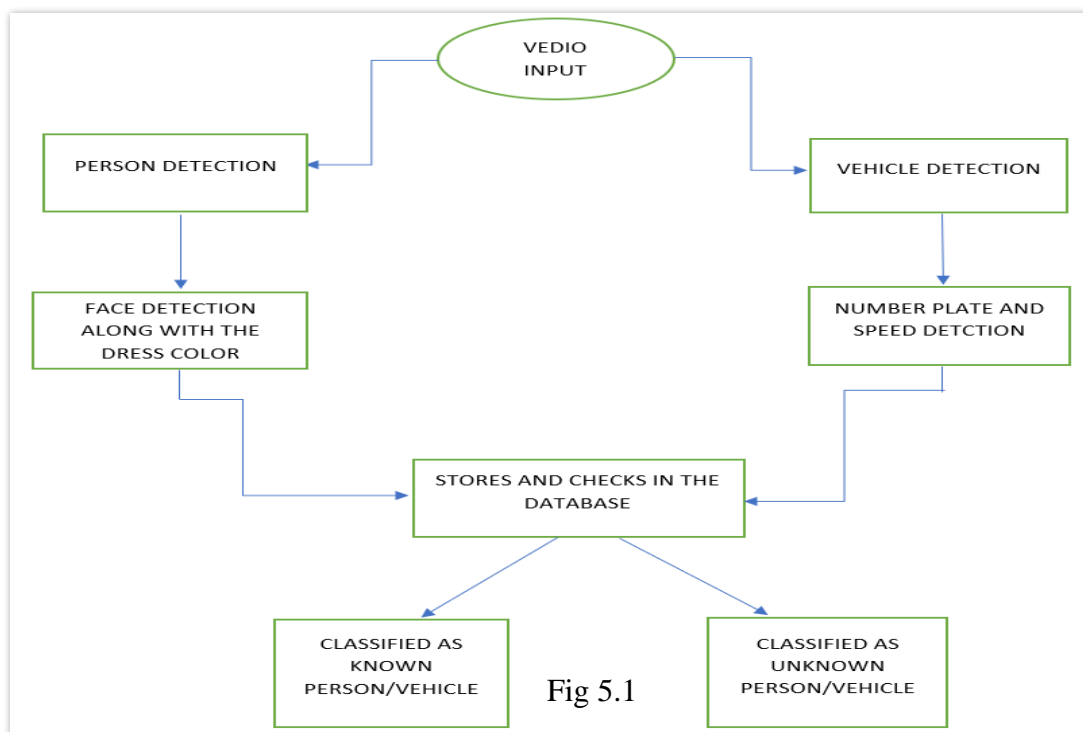 VEDIO
INPUT
PERSON DETECTION
VEHICLE DETECTION
FACE DETECTION
ALONG WITH THE
DRESS COLOR
NUMBER PLATE AND
SPEED DETCTION
STORES AND CHECKS IN THE
DATABASE
CLASSIFIED AS
KNOWN
PERSON/VEHICLE
CLASSIFIED AS
UNKNOWN
PERSON/VEHICLE
Fig 5.1